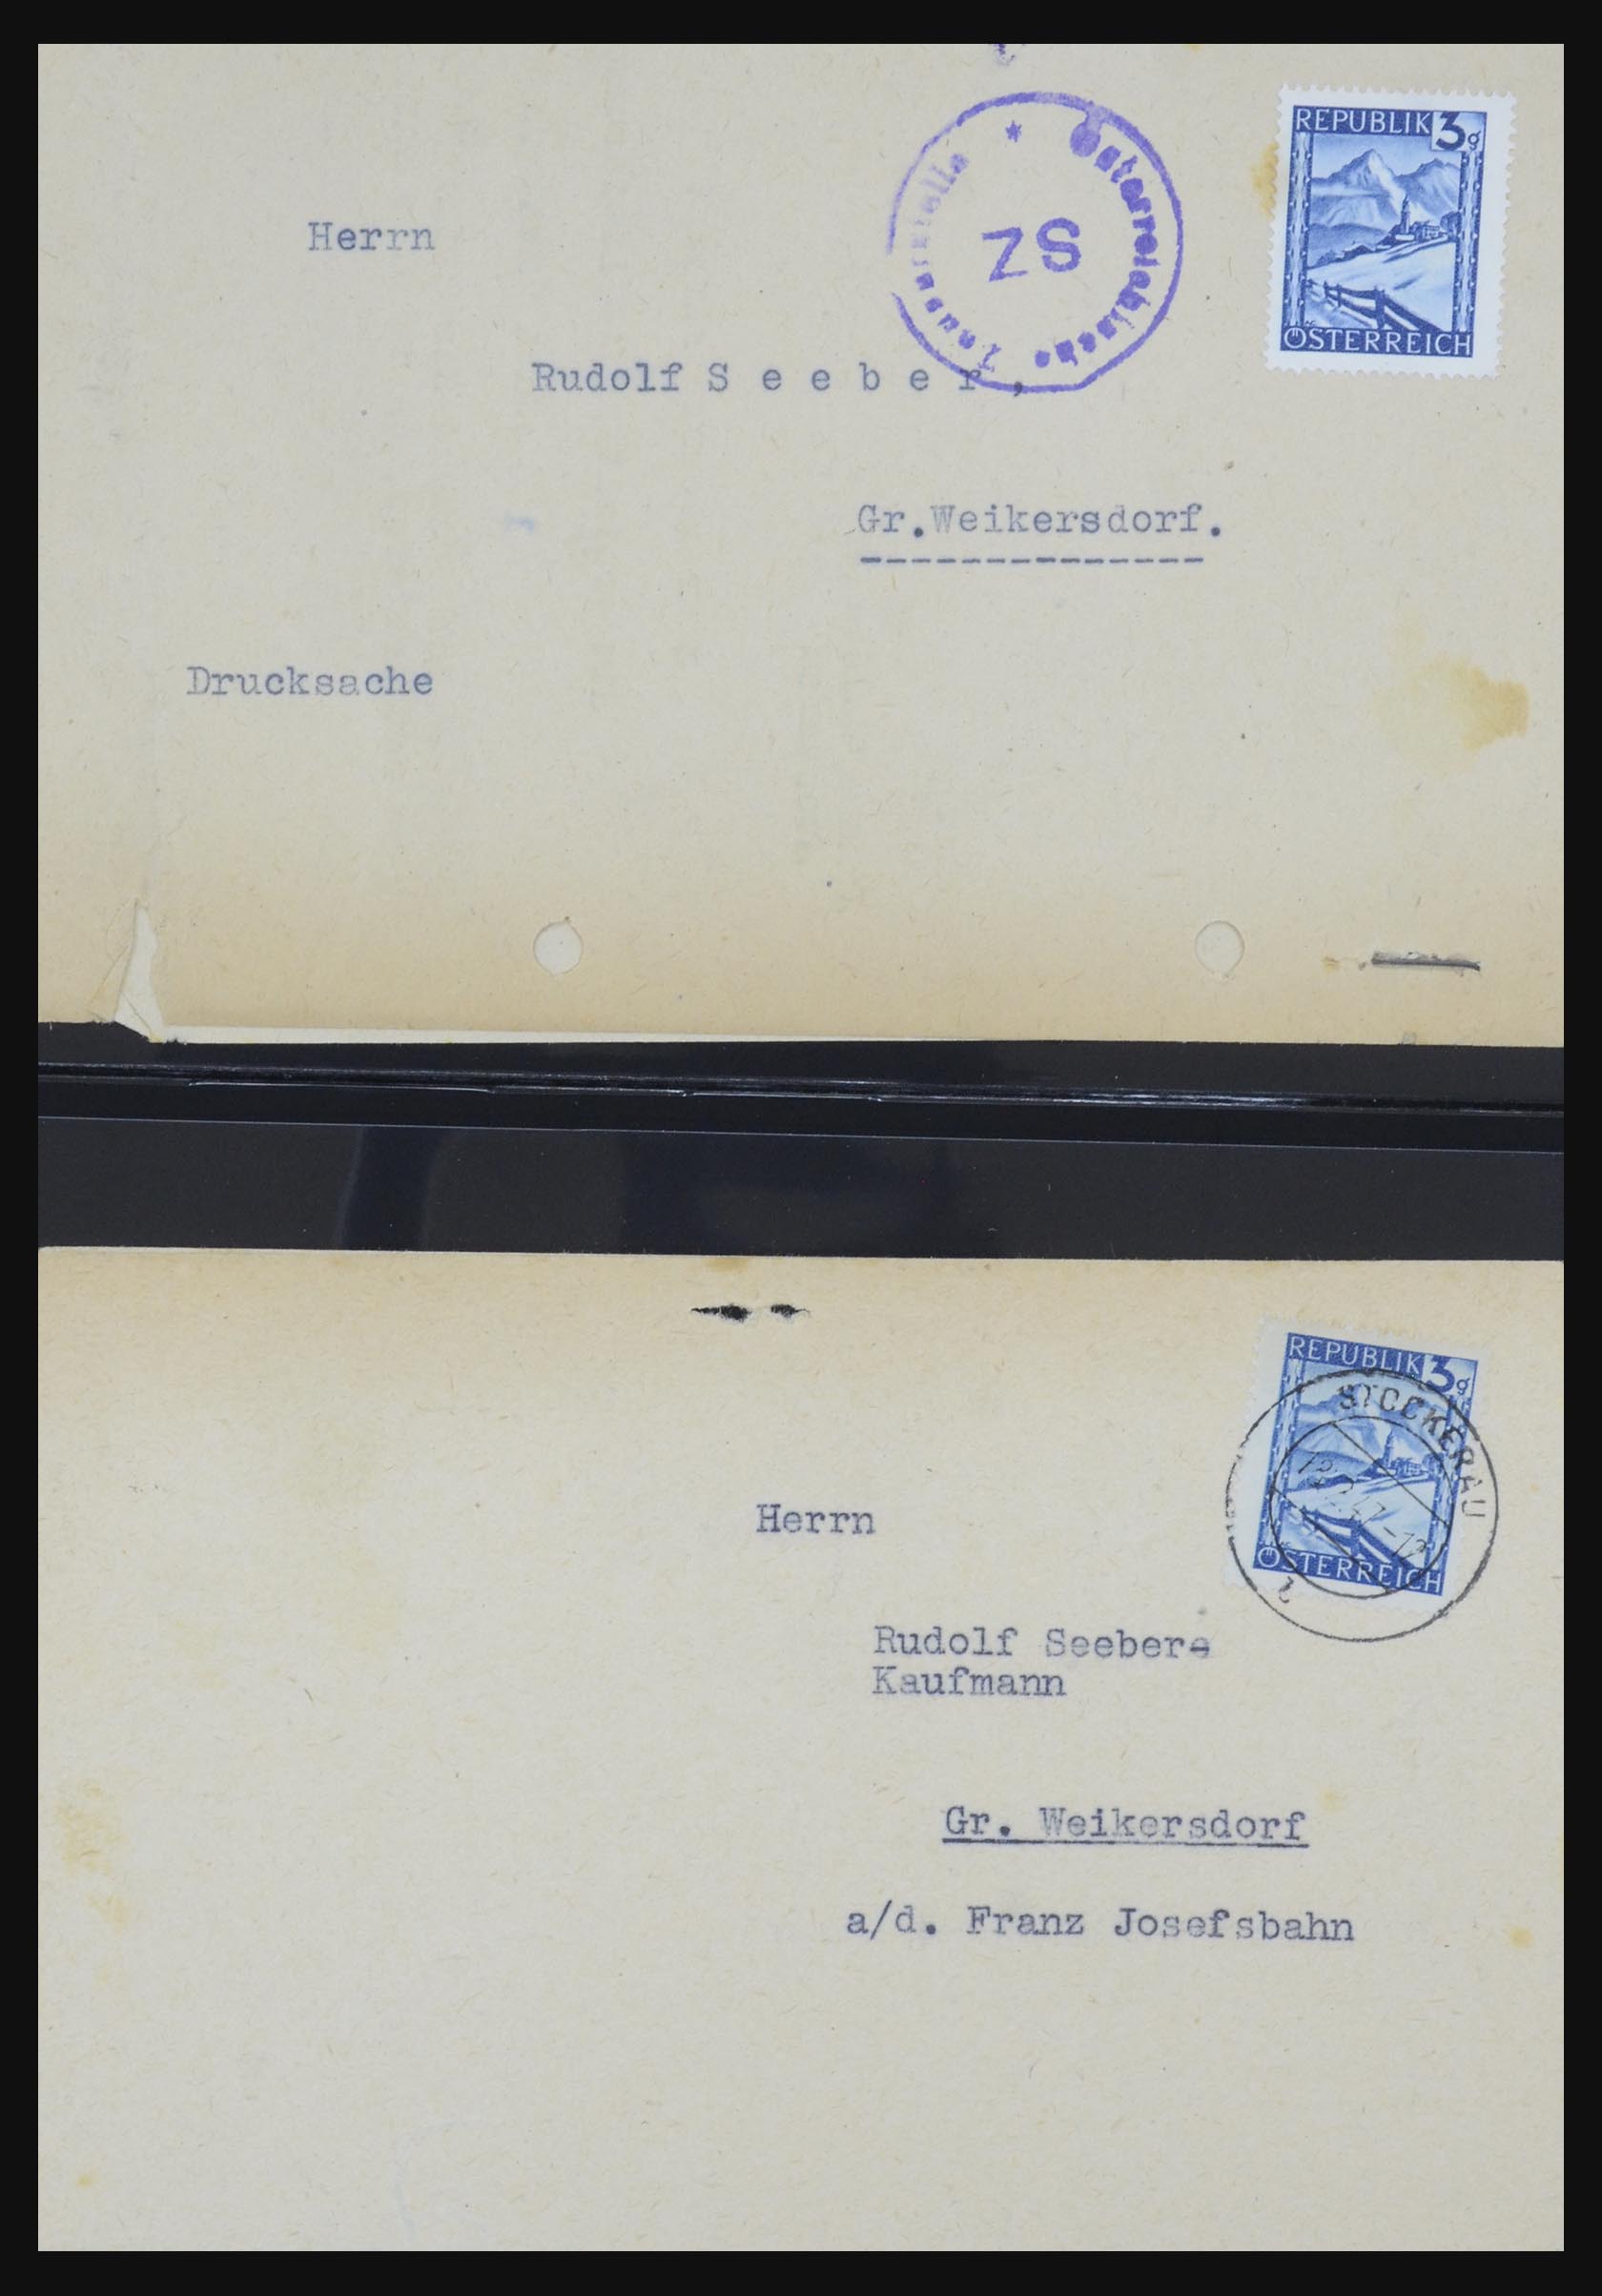 REPUBLIK 3g
ÖSTERREICH
* Österreichische Zensurstelle
ZS
Herrn
Rudolf S e e b e r,
Gr.Weikersdorf.
--------------
Drucksache
REPUBLIK 3g
ÖSTERREICH
STOCKERAU
Herrn
Rudolf Seebere
Kaufmann
Gr. Weikersdorf
a/d. Franz Josefsbahn